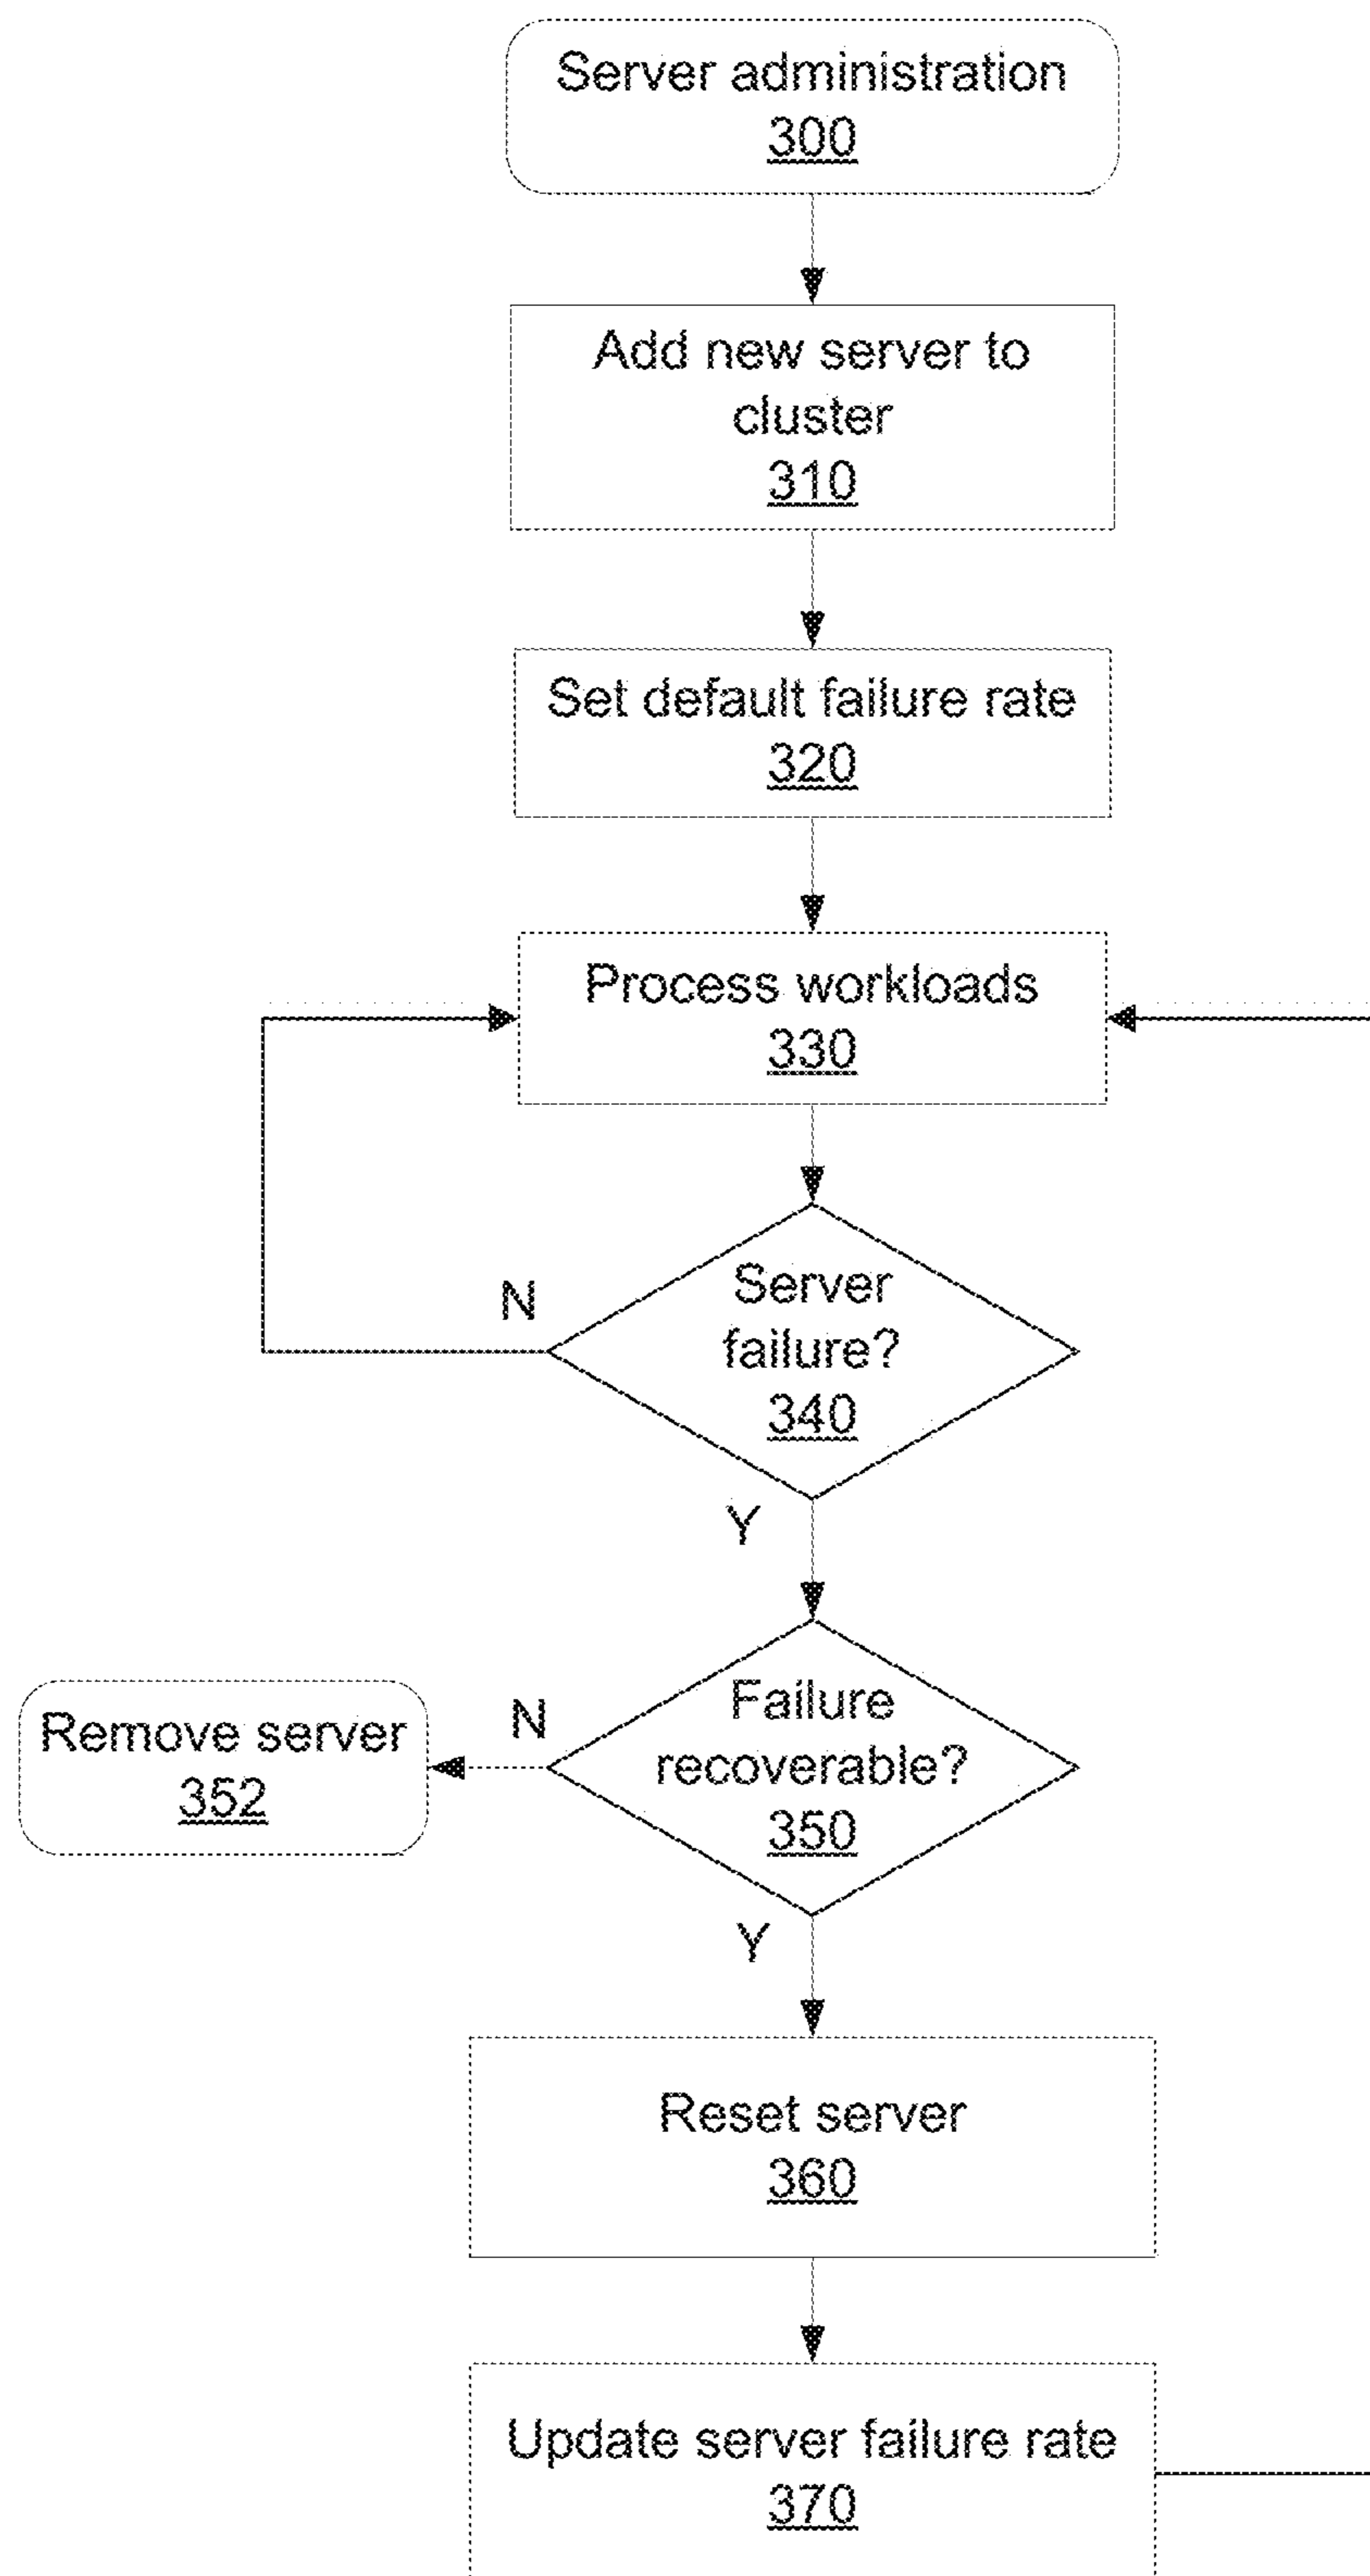 Server administration
300
Add new server to
cluster
310
Set default failure rate
320
Process workloads
330
Server
failure?
340
N
Y
Failure
recoverable?
350
N
Remove server
352
Y
Reset server
360
Update server failure rate
370